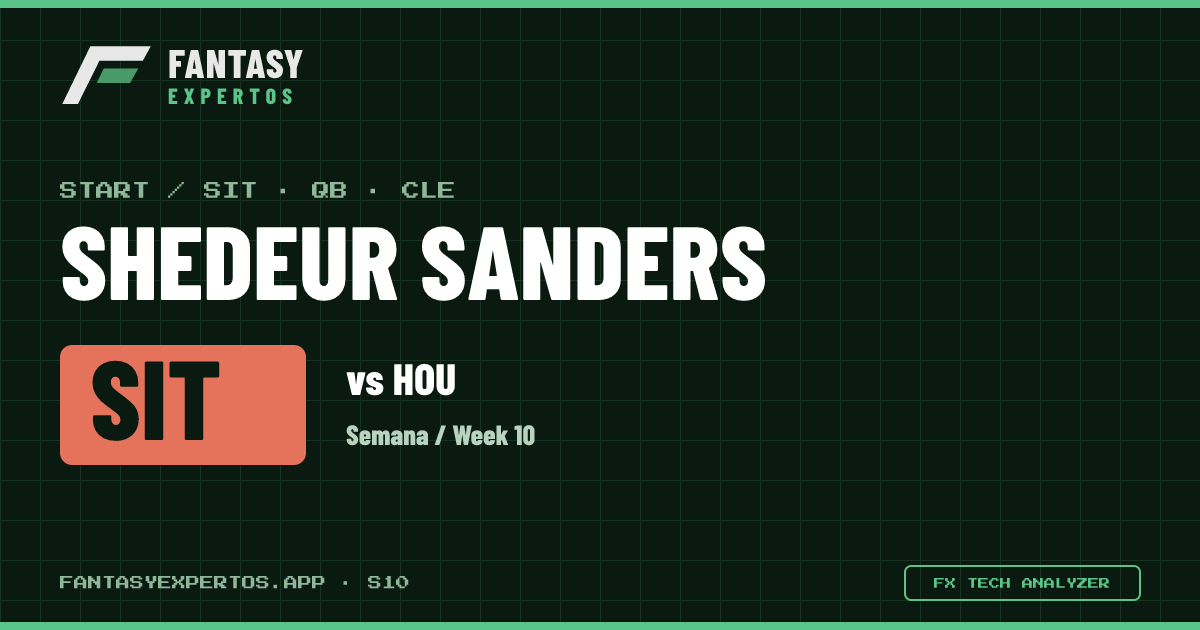 FANTASY
EXPERTOS
START / SIT · QB · CLE
SHEDEUR SANDERS
SIT
vs HOU
Semana / Week 10
FANTASYEXPERTOS.APP · S10
FX TECH ANALYZER